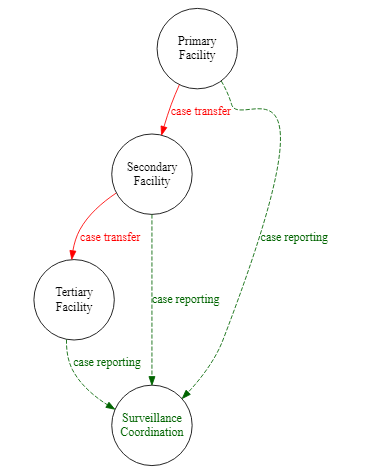 Primary
Facility
case transfer
Secondary
Facility
case transfer
case reporting
Tertiary
Facility
case reporting
case reporting
Surveillance
Coordination